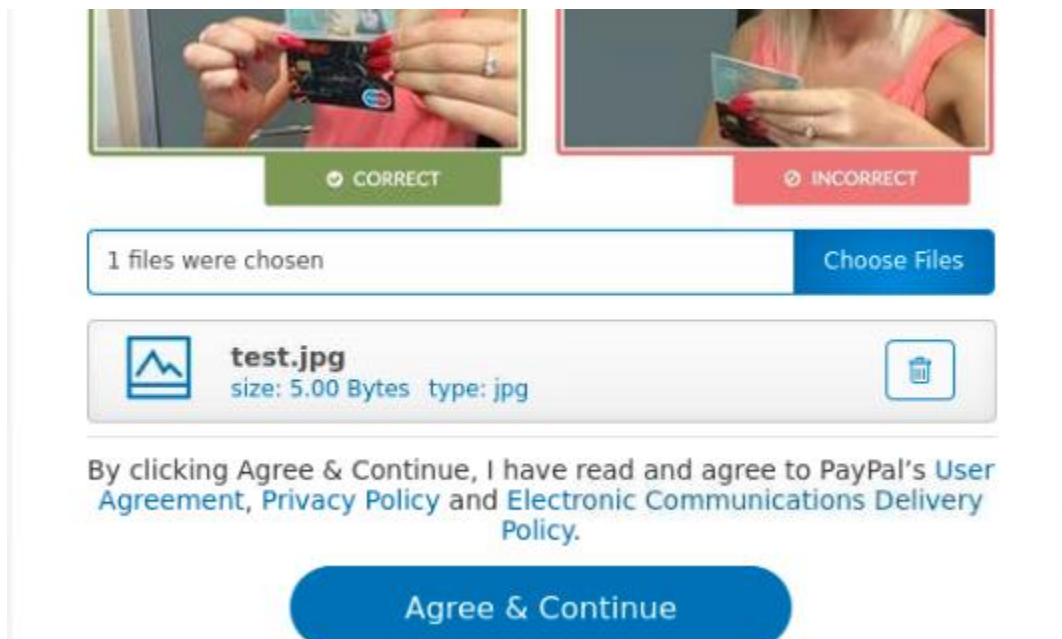 CORRECT
INCORRECT
1 files were chosen
Choose Files
test.jpg
size: 5.00 Bytes type: jpg
By clicking Agree & Continue, I have read and agree to PayPal's User
Agreement, Privacy Policy and Electronic Communications Delivery
Policy.
Agree & Continue